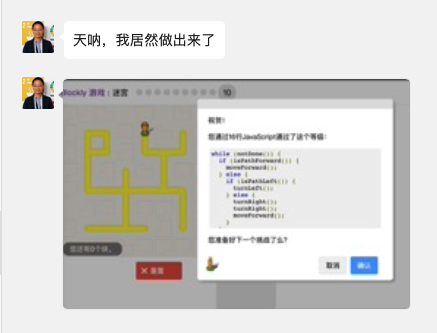 天呐，我居然做出来了
Blockly 游戏 : 迷宫
10
祝贺!
您通过16行JavaScript通过了这个等级:
while (notDone()) {
if (isPathForward()) {
moveForward();
} else {
if (isPathLeft()) {
turnLeft();
} else {
turnRight();
turnRight();
moveForward();
}
您准备好下一个挑战了么?
您还有0个块。
重置
取消
确认